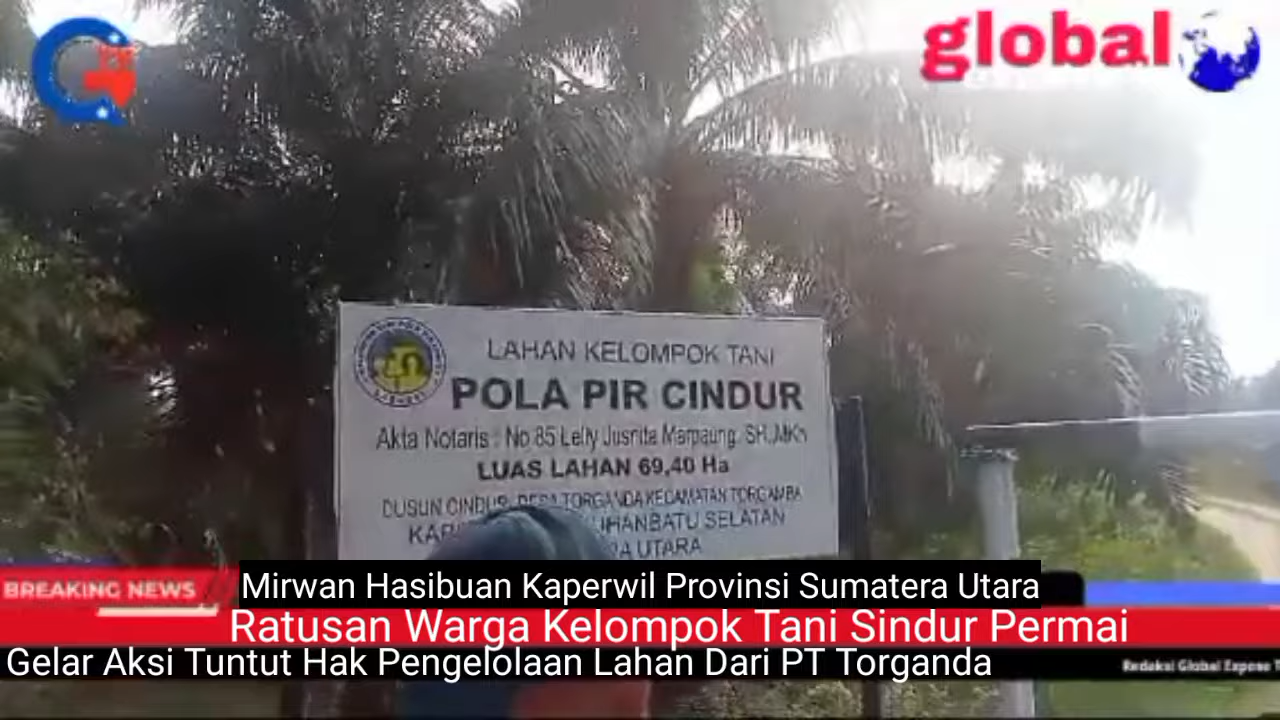 global
LAHAN KELOMPOK TANI
POLA PIR CINDUR
Akta Notaris : No 85 Lelly Jusnita Marpaung. SH.,MKn
LUAS LAHAN 69,40 Ha
DUSUN CINDUR, DESA TORGANDA KECAMATAN TORGAMBA
SELATAN
UTARA
BREAKING NEWS
Mirwan Hasibuan Kaperwil Provinsi Sumatera Utara
Ratusan Warga Kelompok Tani Sindur Permai
Gelar Aksi Tuntut Hak Pengelolaan Lahan Dari PT Torganda
Redaksi Global Expose